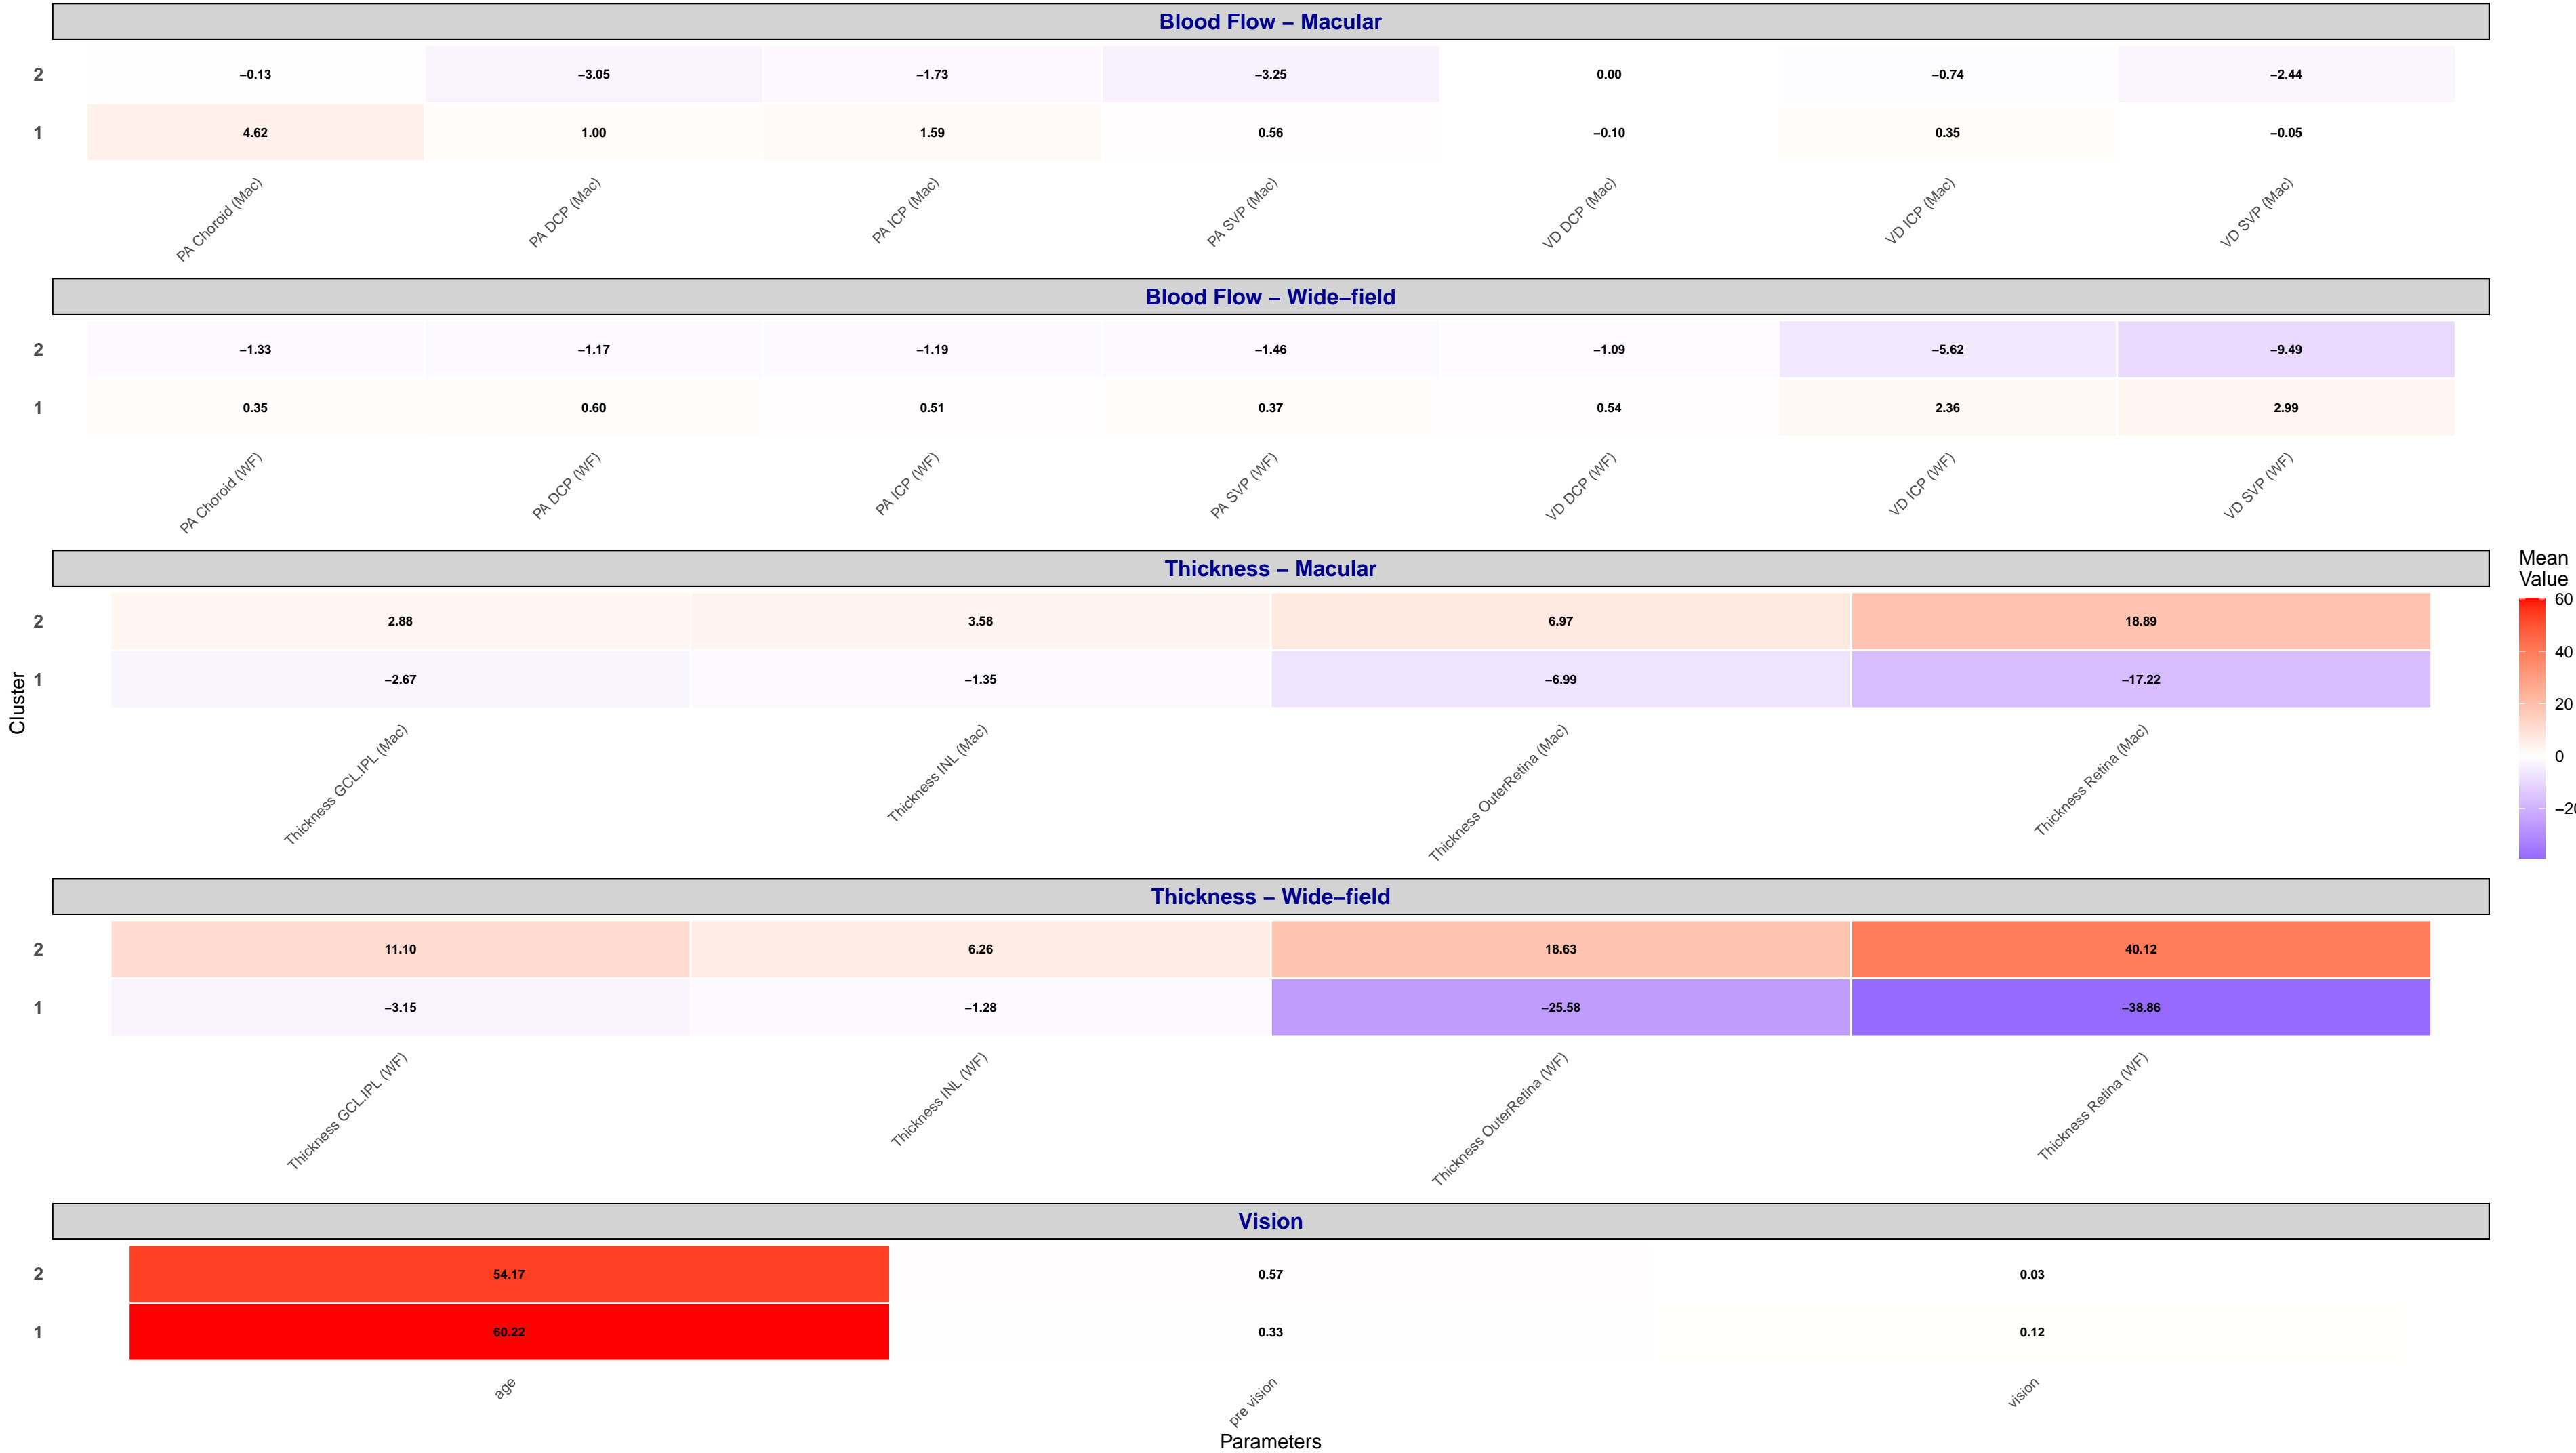 Blood Flow – Macular
2 −0.13 −3.05 −1.73 −3.25 0.00 −0.74 −2.44
1 4.62 1.00 1.59 0.56 −0.10 0.35 −0.05
PA Choroid (Mac) PA DCP (Mac) PA ICP (Mac) PA SVP (Mac) VD DCP (Mac) VD ICP (Mac) VD SVP (Mac)
Blood Flow – Wide–field
2 −1.33 −1.17 −1.19 −1.46 −1.09 −5.62 −9.49
1 0.35 0.60 0.51 0.37 0.54 2.36 2.99
PA Choroid (WF) PA DCP (WF) PA ICP (WF) PA SVP (WF) VD DCP (WF) VD ICP (WF) VD SVP (WF)
Thickness – Macular
2 2.88 3.58 6.97 18.89
1 −2.67 −1.35 −6.99 −17.22
Thickness GCL.IPL (Mac) Thickness INL (Mac) Thickness OuterRetina (Mac) Thickness Retina (Mac)
Thickness – Wide–field
2 11.10 6.26 18.63 40.12
1 −3.15 −1.28 −25.58 −38.86
Thickness GCL.IPL (WF) Thickness INL (WF) Thickness OuterRetina (WF) Thickness Retina (WF)
Vision
2 54.17 0.57 0.03
1 60.22 0.33 0.12
age pre vision vision
Parameters
Cluster
Mean
Value
60
40
20
0